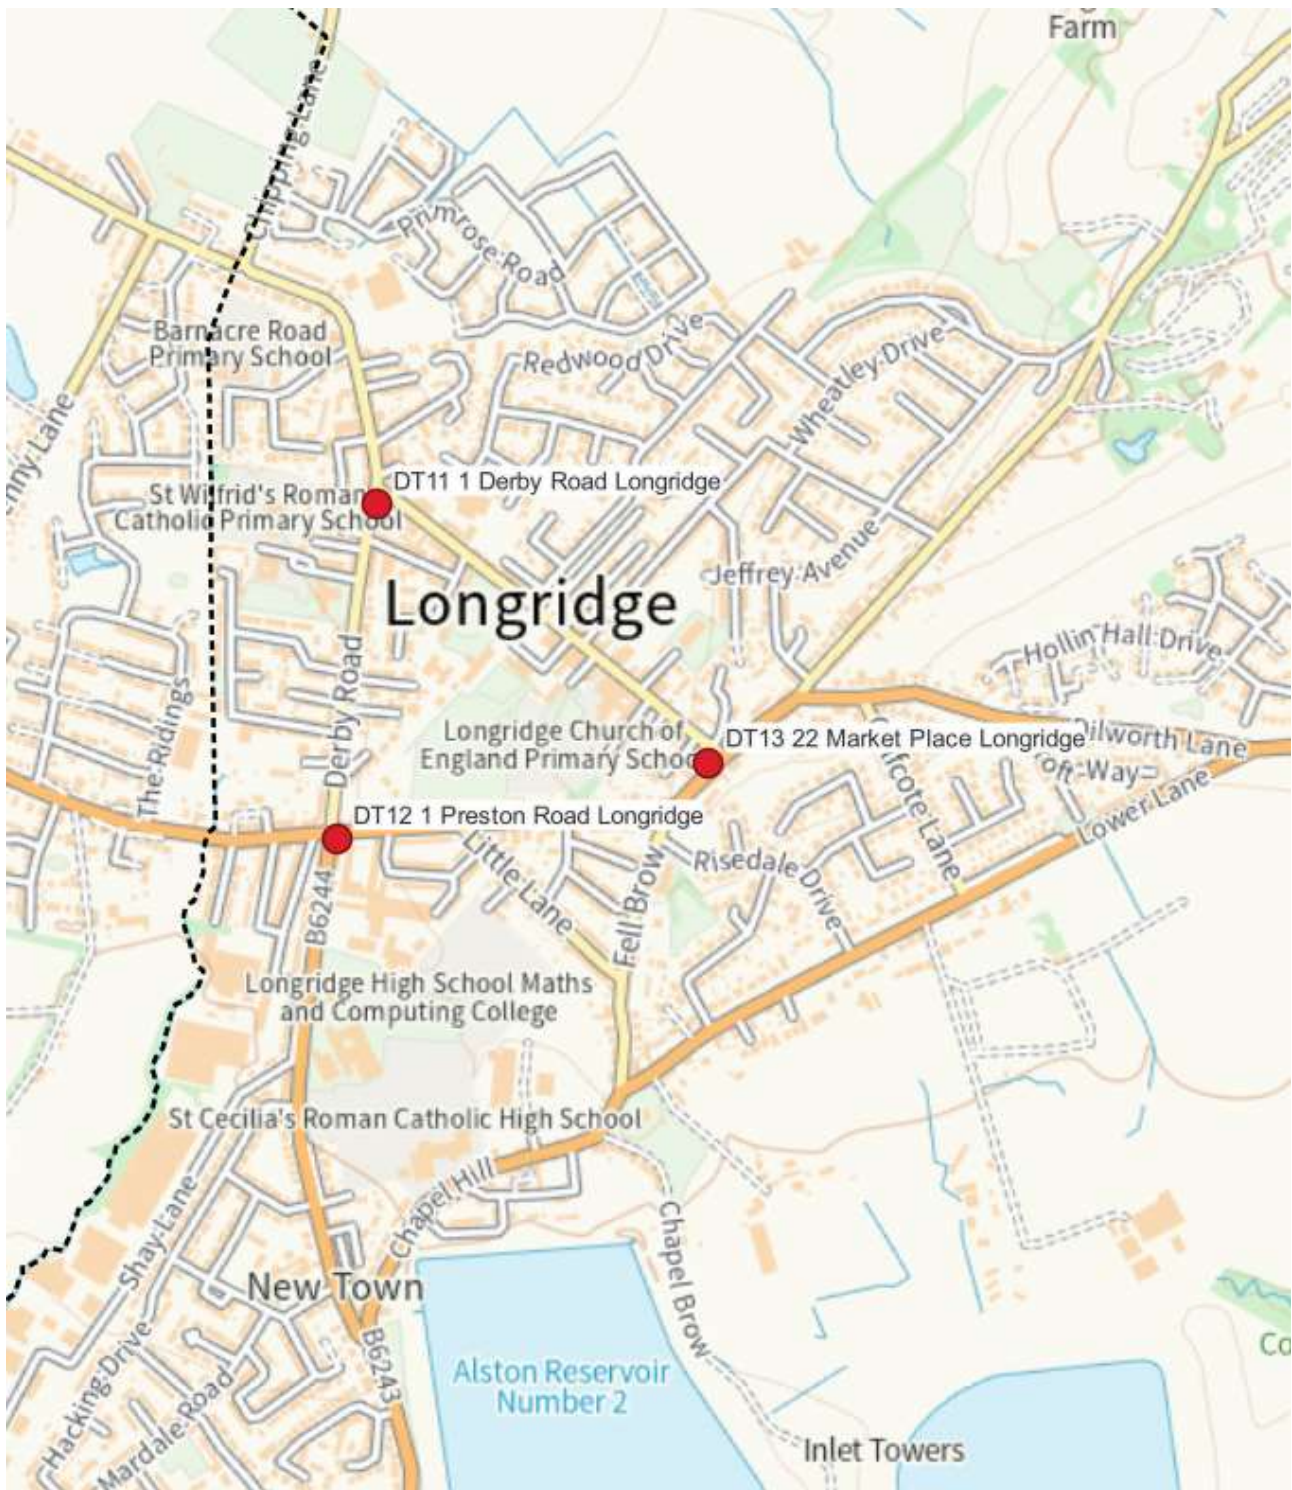 Farm
Chipping Lane
Primrose Road
Barnacre Road
Primary School
Redwood Drive
Wheatley Drive
nny Lane
DT11 1 Derby Road Longridge
St Wilfrid's Roman
Catholic Primary School
Jeffrey Avenue
Longridge
Hollin Hall Drive
Derby Road
The Ridings
Longridge Church of
England Primary Schoo
DT13 22 Market Place Longridge
Dilworth Lane
Way
Lower Lane
DT12 1 Preston Road Longridge
Little Lane
Risedale Drive
Fell Brow
B6244
Longridge High School Maths
and Computing College
St Cecilia's Roman Catholic High School
Chapel Hill
Chapel Brow
Shay Lane
New Town
Hacking Drive
Mardale Road
B6243
Alston Reservoir
Number 2
Co
Inlet Towers